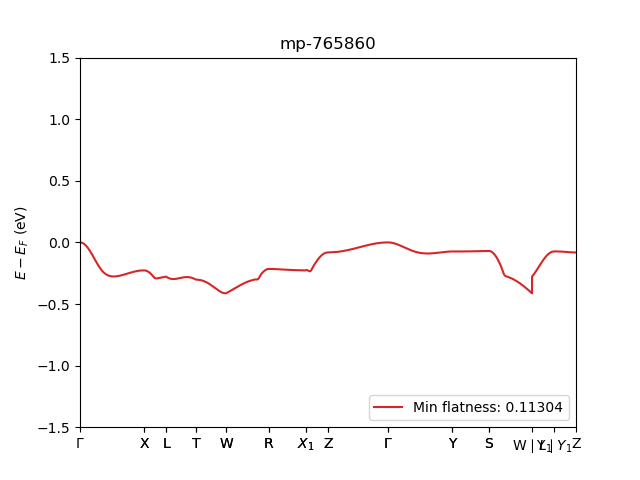 mp-765860
E − E_F (eV)
1.5
1.0
0.5
0.0
−0.5
−1.0
−1.5
Min flatness: 0.11304
Γ X L T W R X₁ Z Γ Y S W | Y₁ | Y₁ Z